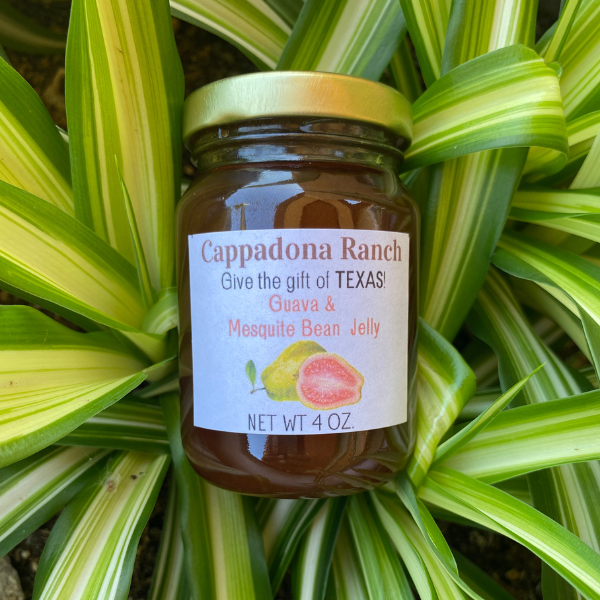 Cappadona Ranch
Give the gift of TEXAS!
Guava &
Mesquite Bean Jelly
NET WT 4 OZ.